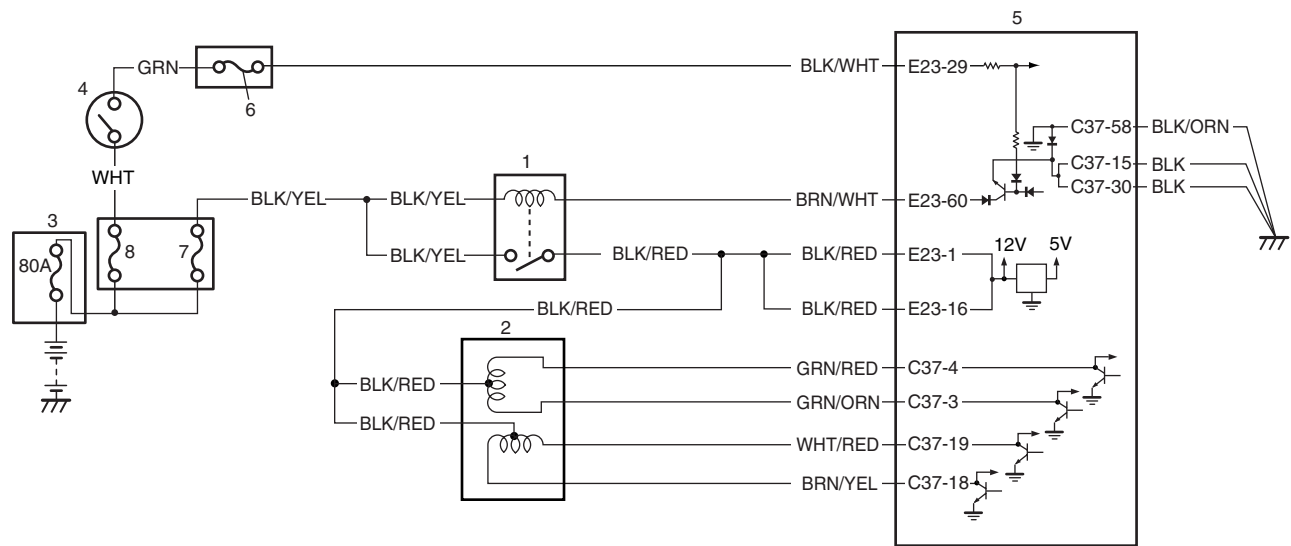 5
GRN
BLK/WHT
E23-29
4
6
C37-58
BLK/ORN
WHT
1
C37-15
BLK
C37-30
BLK
BLK/YEL
BLK/YEL
BRN/WHT
E23-60
3
80A
8
7
BLK/YEL
BLK/RED
BLK/RED
E23-1
12V
5V
BLK/RED
BLK/RED
E23-16
2
GRN/RED
C37-4
BLK/RED
GRN/ORN
C37-3
BLK/RED
WHT/RED
C37-19
BRN/YEL
C37-18